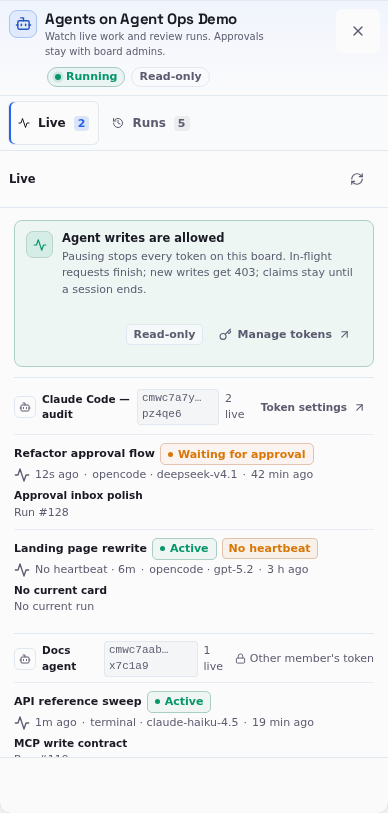 Agents on Agent Ops Demo
Watch live work and review runs. Approvals
stay with board admins.
Running Read-only
Live 2 Runs 5
Live
Agent writes are allowed
Pausing stops every token on this board. In-flight
requests finish; new writes get 403; claims stay until
a session ends.
Read-only Manage tokens
Claude Code — audit cmwc7a7y…pz4qe6 2 live Token settings
Refactor approval flow Waiting for approval
12s ago · opencode · deepseek-v4.1 · 42 min ago
Approval inbox polish
Run #128
Landing page rewrite Active No heartbeat
No heartbeat · 6m · opencode · gpt-5.2 · 3 h ago
No current card
No current run
Docs agent cmwc7aab…x7c1a9 1 live Other member's token
API reference sweep Active
1m ago · terminal · claude-haiku-4.5 · 19 min ago
MCP write contract